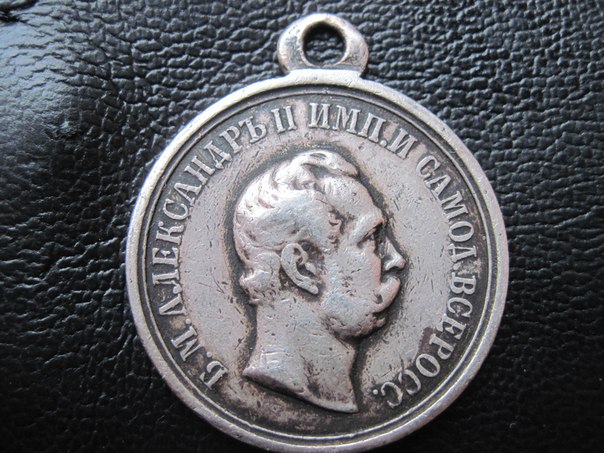 Б. М. АЛЕКСАНДРЪ II ИМП. И САМОД. ВСЕРОСС.